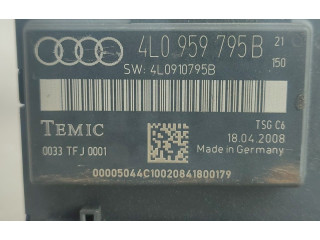 4L0 959 795 B 21
150
SW: 4L0910795B
TEMIC
TSG C6
18.04.2008
0033 TFJ 0001
Made in Germany
00005044C10020841800179